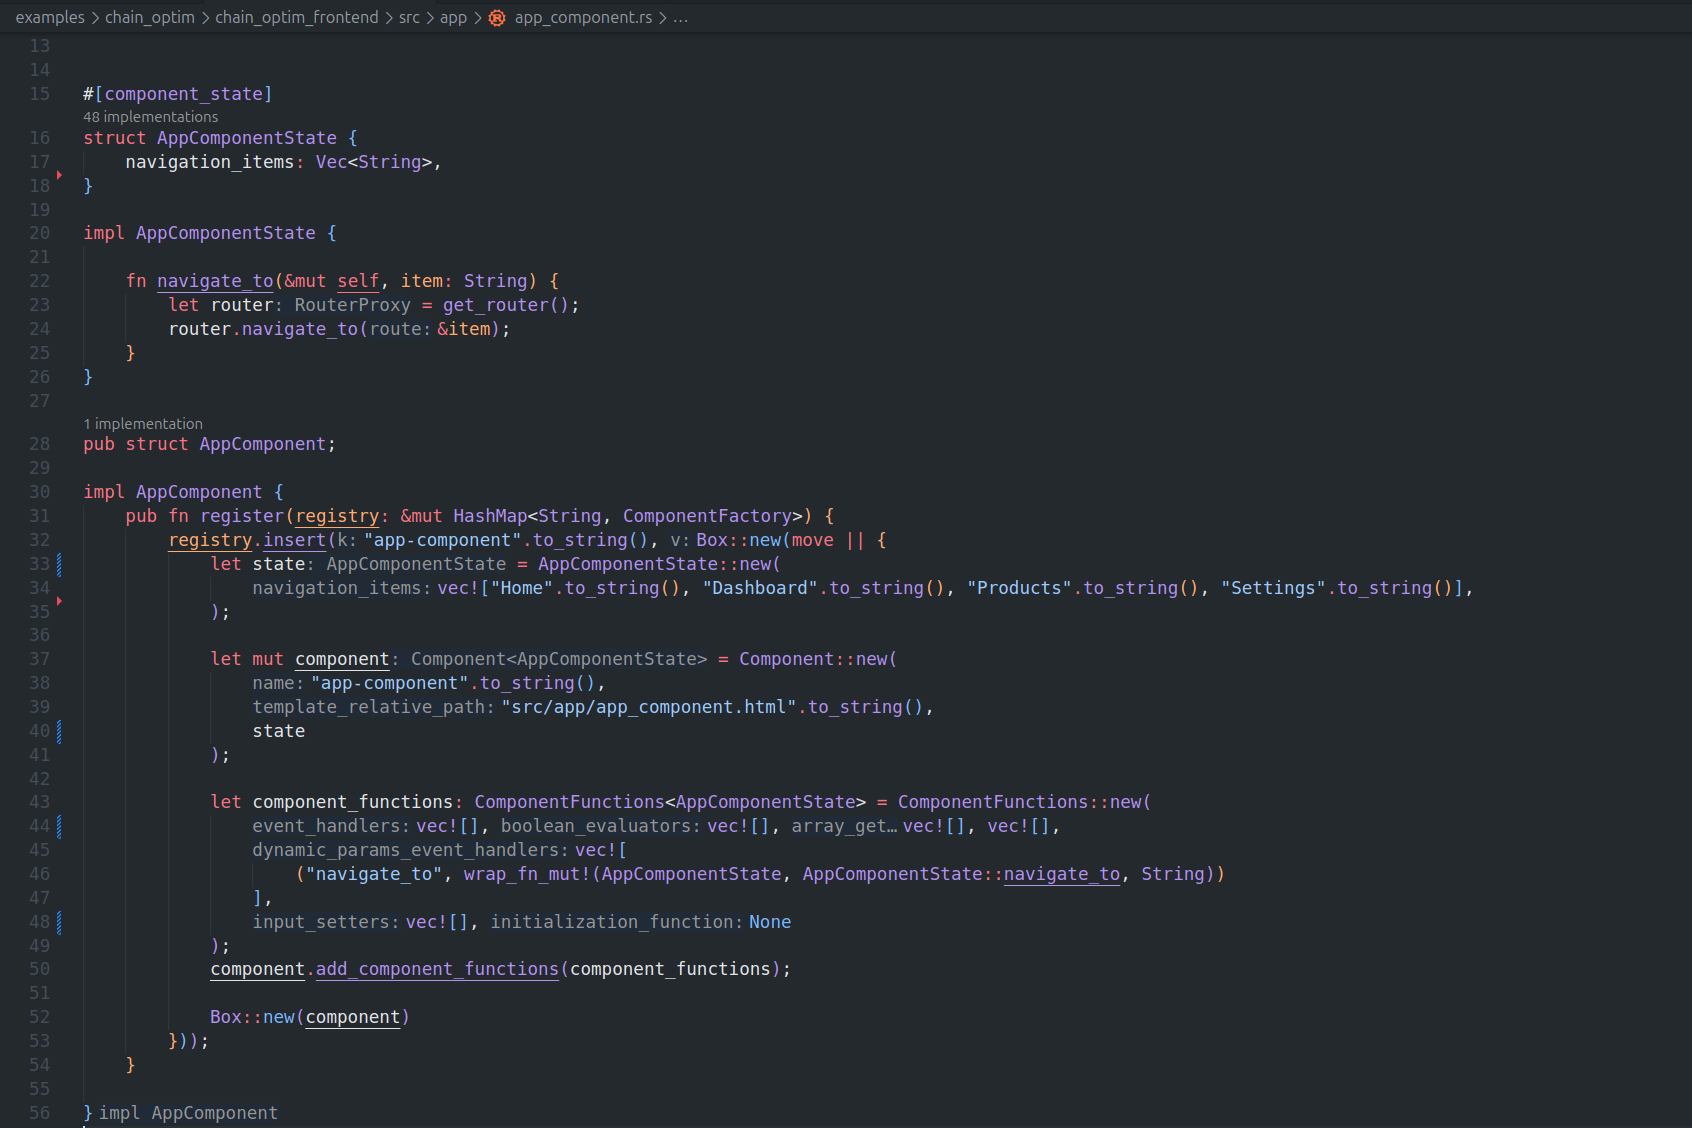 examples > chain_optim > chain_optim_frontend > src > app > app_component.rs > ...
13
14
15 #[component_state]
48 implementations
16 struct AppComponentState {
17     navigation_items: Vec<String>,
18 }
19
20 impl AppComponentState {
21
22     fn navigate_to(&mut self, item: String) {
23         let router: RouterProxy = get_router();
24         router.navigate_to(route: &item);
25     }
26 }
27
1 implementation
28 pub struct AppComponent;
29
30 impl AppComponent {
31     pub fn register(registry: &mut HashMap<String, ComponentFactory>) {
32         registry.insert(k: "app-component".to_string(), v: Box::new(move || {
33             let state: AppComponentState = AppComponentState::new(
34                 navigation_items: vec!["Home".to_string(), "Dashboard".to_string(), "Products".to_string(), "Settings".to_string()],
35             );
36
37             let mut component: Component<AppComponentState> = Component::new(
38                 name: "app-component".to_string(),
39                 template_relative_path: "src/app/app_component.html".to_string(),
40                 state
41             );
42
43             let component_functions: ComponentFunctions<AppComponentState> = ComponentFunctions::new(
44                 event_handlers: vec![], boolean_evaluators: vec![], array_get… vec![], vec![],
45                 dynamic_params_event_handlers: vec![
46                     ("navigate_to", wrap_fn_mut!(AppComponentState, AppComponentState::navigate_to, String))
47                 ],
48                 input_setters: vec![], initialization_function: None
49             );
50             component.add_component_functions(component_functions);
51
52             Box::new(component)
53         }));
54     }
55
56 } impl AppComponent